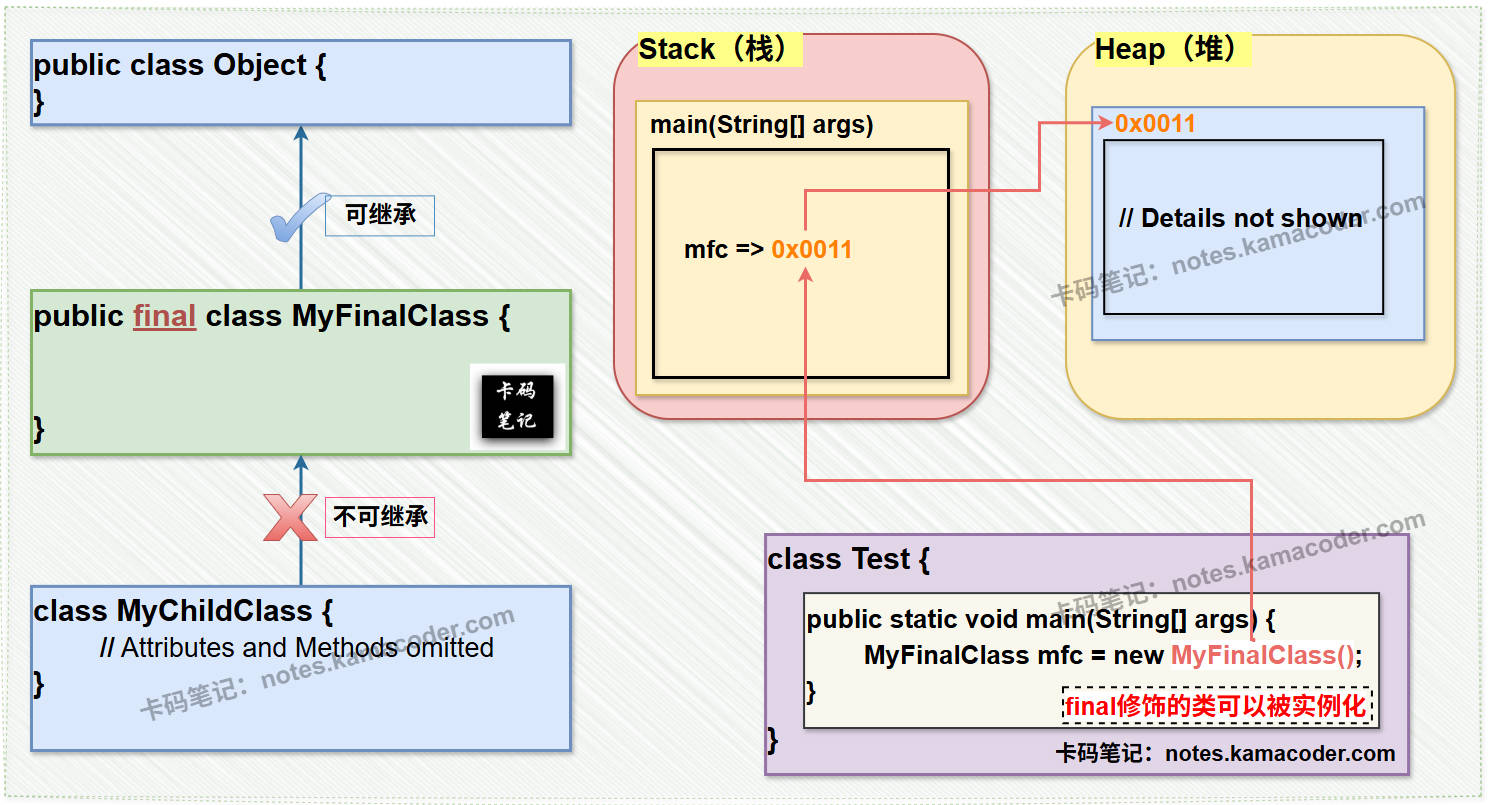 public class Object {
}
可继承
public final class MyFinalClass {
}
卡码
笔记
不可继承
class MyChildClass {
// Attributes and Methods omitted
}
卡码笔记：notes.kamacoder.com
Stack（栈）
main(String[] args)
mfc => 0x0011
Heap（堆）
0x0011
// Details not shown
卡码笔记：notes.kamacoder.com
class Test {
卡码笔记：notes.kamacoder.com
public static void main(String[] args) {
MyFinalClass mfc = new MyFinalClass();
}
final修饰的类可以被实例化
}
卡码笔记：notes.kamacoder.com